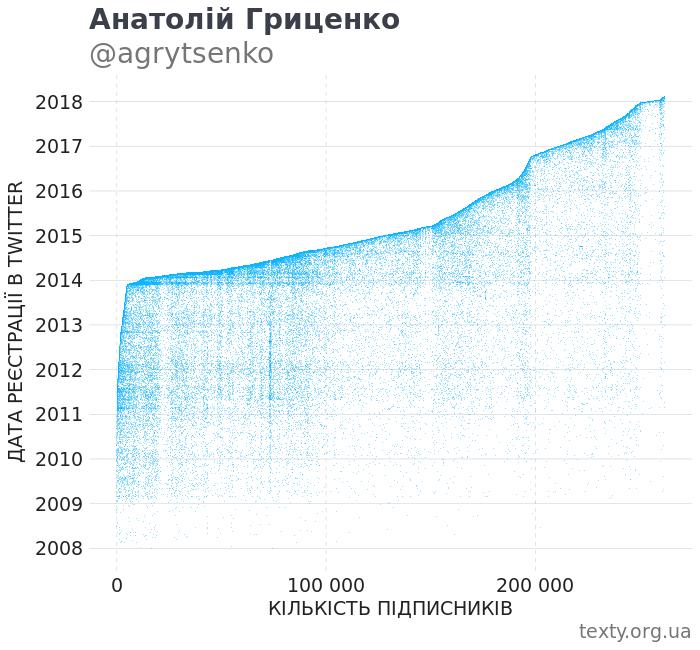 Анатолій Гриценко
@agrytsenko
2018
2017
2016
2015
2014
2013
2012
2011
2010
2009
2008
ДАТА РЕЄСТРАЦІЇ В TWITTER
0
100 000
200 000
КІЛЬКІСТЬ ПІДПИСНИКІВ
texty.org.ua